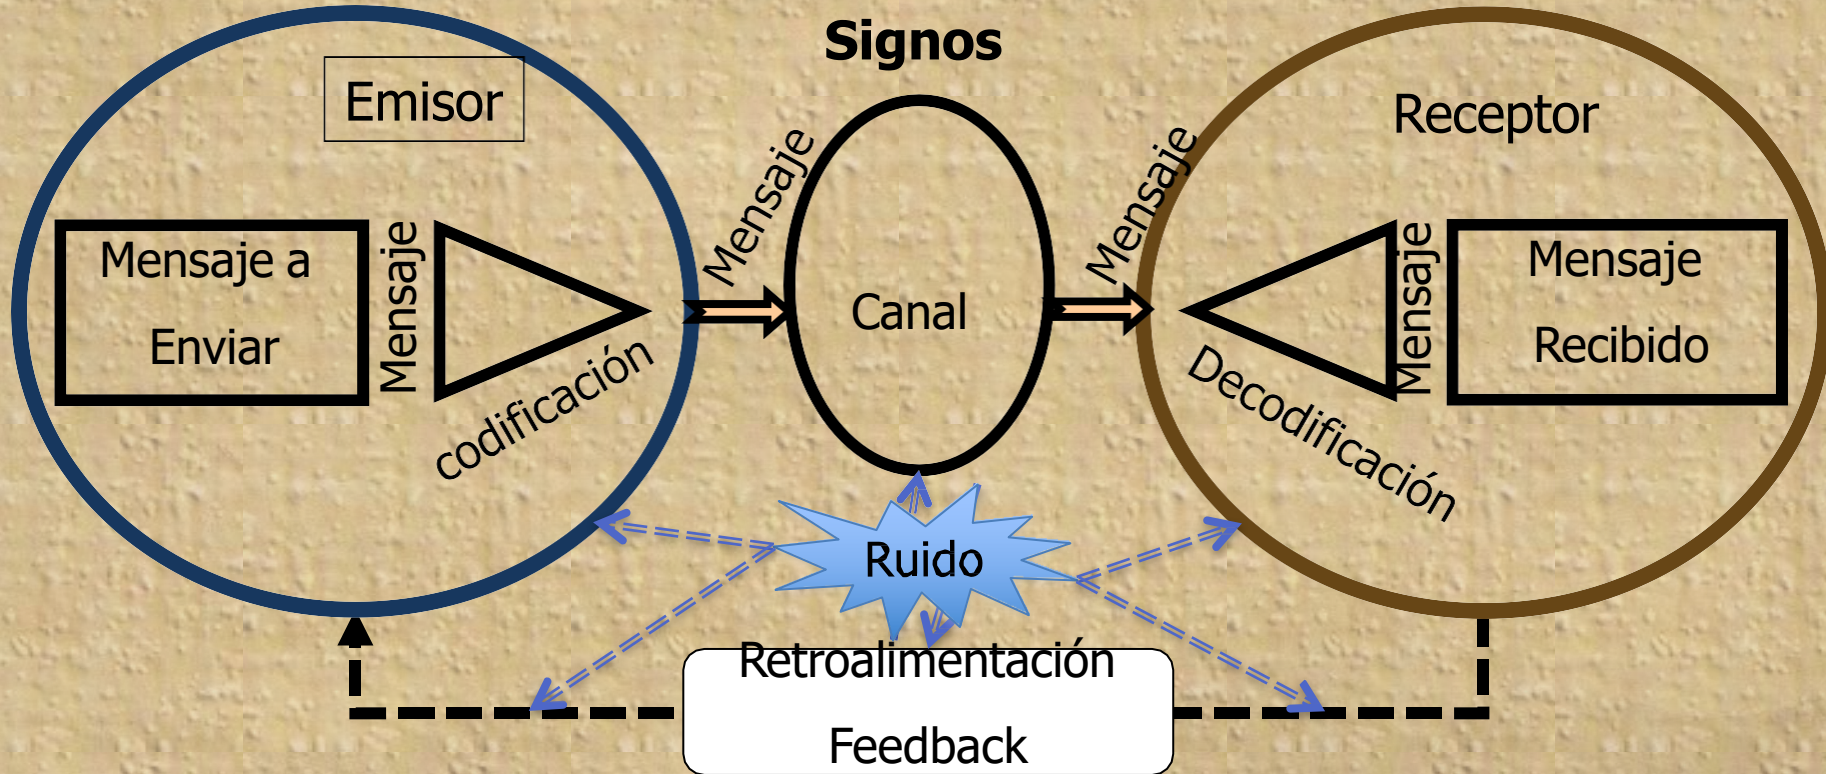 Signos
Emisor
Mensaje a
Enviar
Mensaje
codificación
Mensaje
Canal
Mensaje
Receptor
Decodificación
Mensaje
Mensaje
Recibido
Ruido
Retroalimentación
Feedback